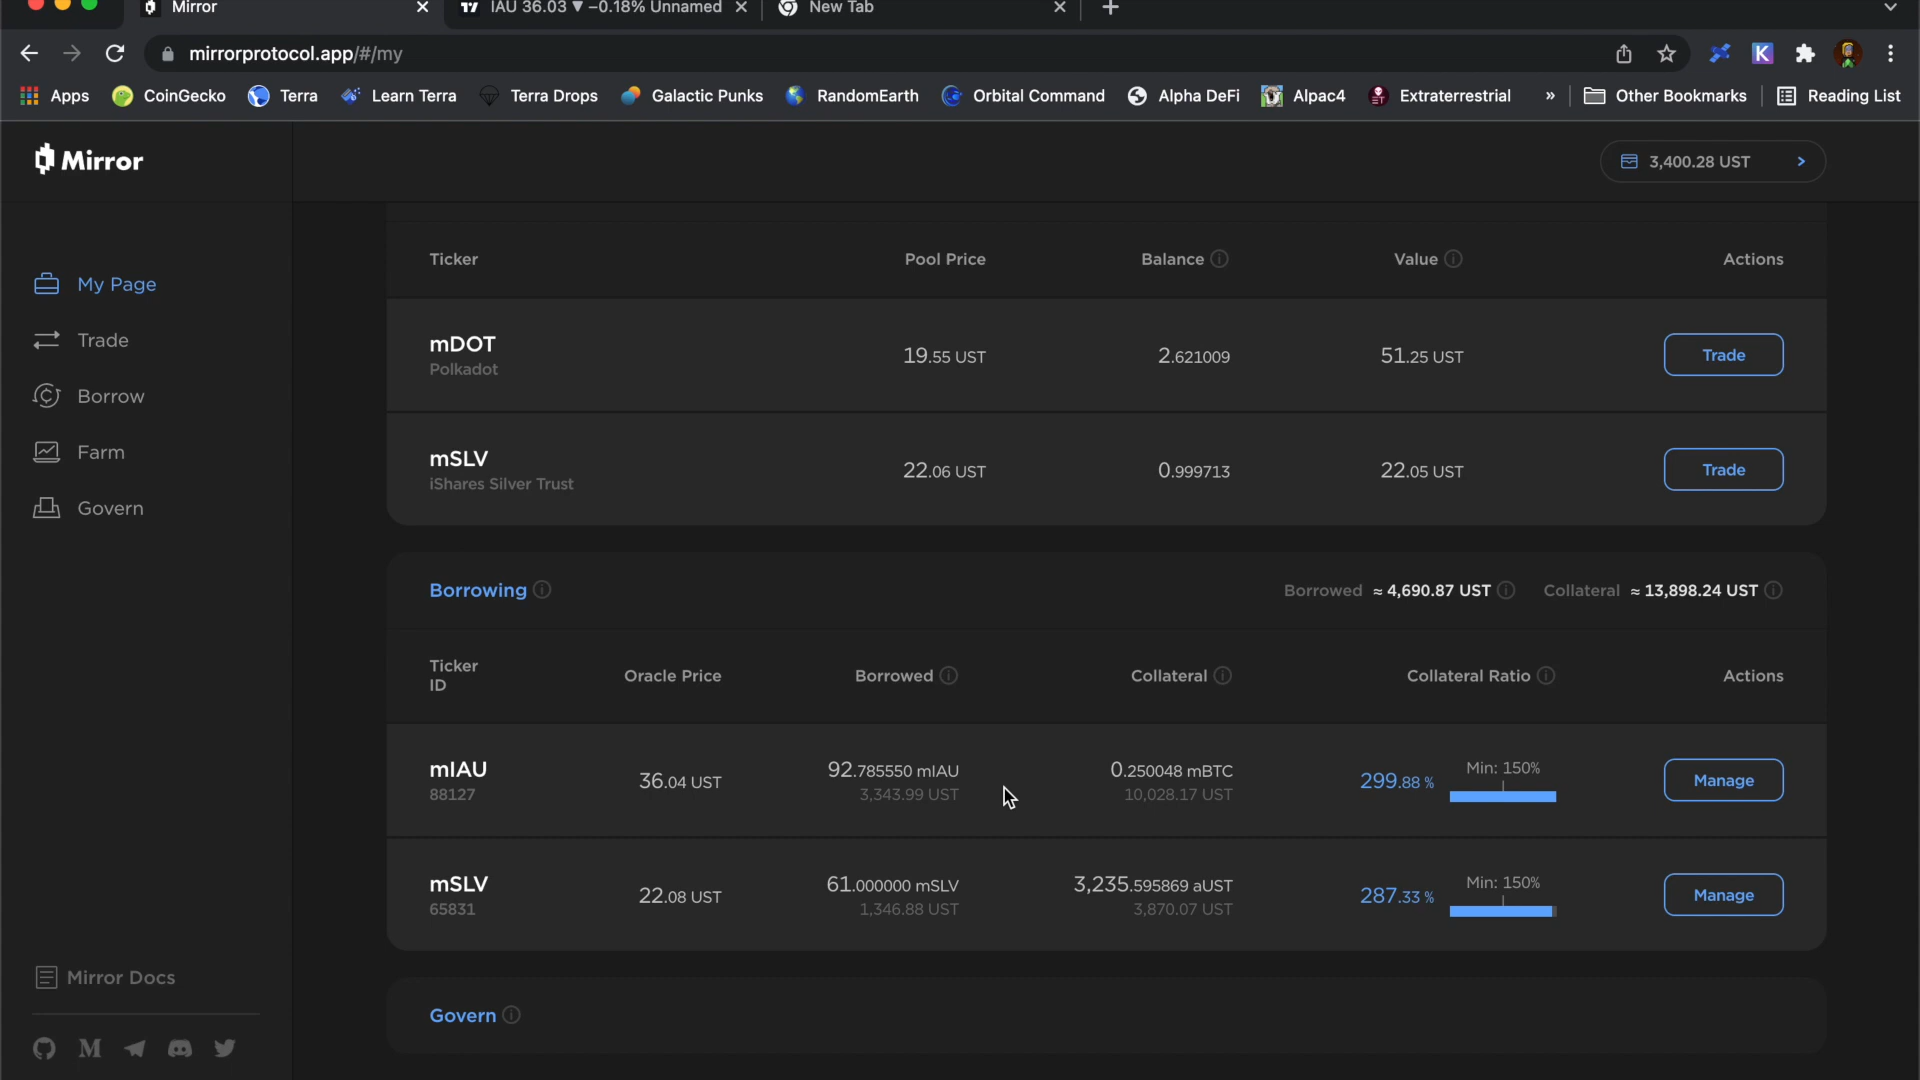 Mirror
IAU 36.03 ▼ −0.18% Unnamed
New Tab
mirrorprotocol.app/#/my
K
Apps
CoinGecko
Terra
Learn Terra
Terra Drops
Galactic Punks
RandomEarth
Orbital Command
Alpha DeFi
Alpac4
Extraterrestrial
»
Other Bookmarks
Reading List
Mirror
3,400.28 UST
My Page
Trade
Borrow
Farm
Govern
Mirror Docs
Ticker Pool Price Balance Value Actions
mDOT 19.55 UST 2.621009 51.25 UST Trade
Polkadot
mSLV 22.06 UST 0.999713 22.05 UST Trade
iShares Silver Trust
Borrowing Borrowed ≈ 4,690.87 UST Collateral ≈ 13,898.24 UST
Ticker
ID
Oracle Price Borrowed Collateral Collateral Ratio Actions
mIAU 36.04 UST 92.785550 mIAU 0.250048 mBTC 299.88 % Min: 150% Manage
88127 3,343.99 UST 10,028.17 UST
mSLV 22.08 UST 61.000000 mSLV 3,235.595869 aUST 287.33 % Min: 150% Manage
65831 1,346.88 UST 3,870.07 UST
Govern